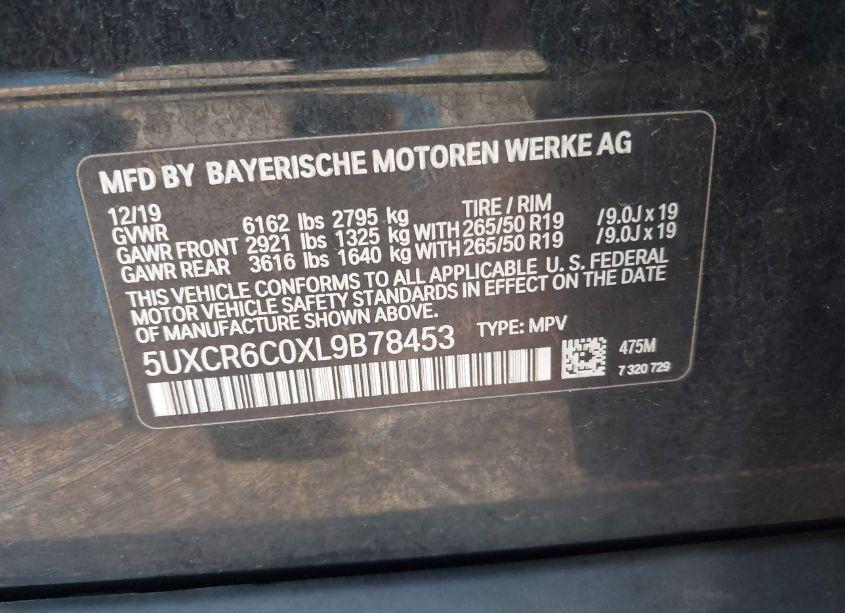 MFD BY BAYERISCHE MOTOREN WERKE AG
12/19 TIRE / RIM
GVWR 6162 lbs 2795 kg
GAWR FRONT 2921 lbs 1325 kg WITH 265/50 R19 /9.0J x 19
GAWR REAR 3616 lbs 1640 kg WITH 265/50 R19 /9.0J x 19
THIS VEHICLE CONFORMS TO ALL APPLICABLE U. S. FEDERAL
MOTOR VEHICLE SAFETY STANDARDS IN EFFECT ON THE DATE
OF MANUFACTURE SHOWN ABOVE.
5UXCR6C0XL9B78453 TYPE: MPV
475M
7 320 729